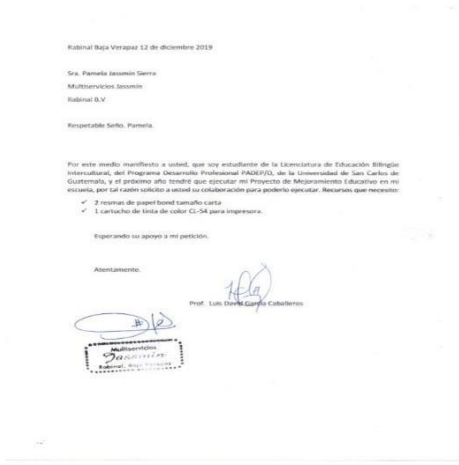 Rabinal Baja Verapaz 12 de diciembre 2019
Sra. Pamela Jassmin Sierra
Multiservicios Jassmin
Rabinal B.V
Respetable Seño. Pamela.
Por este medio manifiesto a usted, que soy estudiante de la Licenciatura de Educación Bilingüe
Intercultural, del Programa Desarrollo Profesional PADEP/D, de la Universidad de San Carlos de
Guatemala, y el próximo año tendré que ejecutar mi Proyecto de Mejoramiento Educativo en mi
escuela, por tal razón solicito a usted su colaboración para poderlo ejecutar. Recursos que necesito:
✓ 2 resmas de papel bond tamaño carta
✓ 1 cartucho de tinta de color CL-54 para impresora.
Esperando su apoyo a mi petición.
Atentamente.
Prof. Luis David García Caballeros
Multiservicios
Jassmin
Rabinal, Baja Verapaz